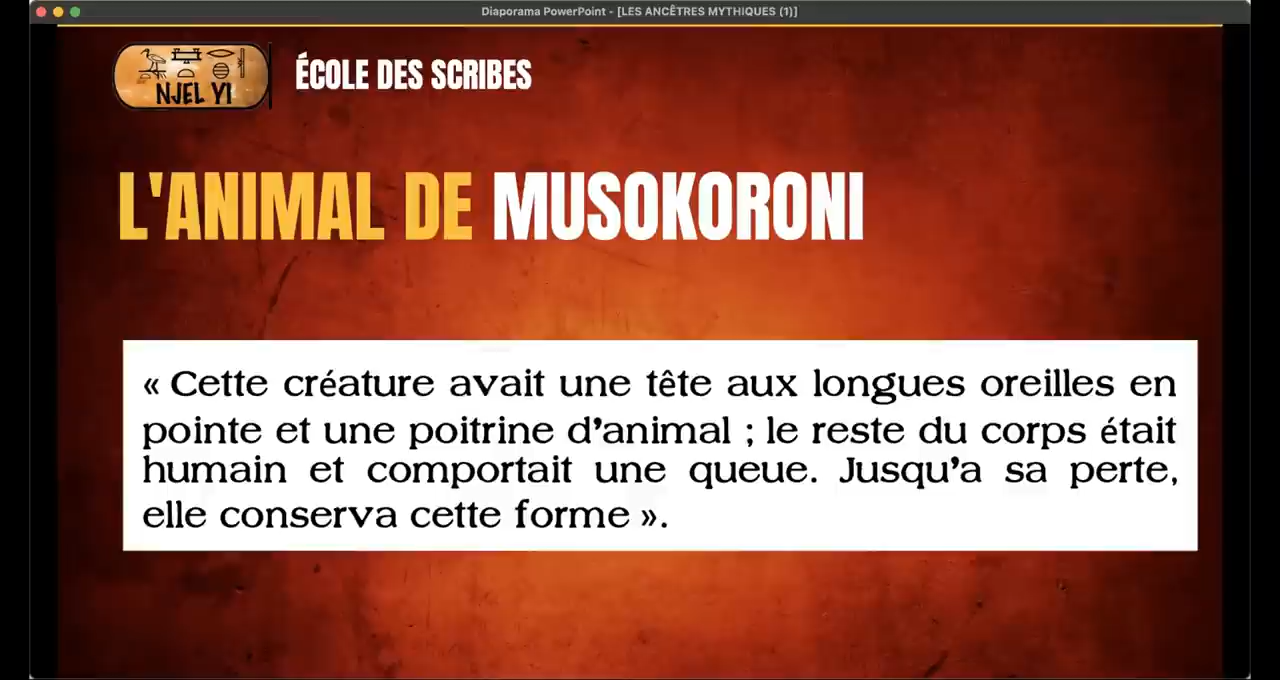 Diaporama PowerPoint - [LES ANCÊTRES MYTHIQUES (1)]
NJEL YI
ÉCOLE DES SCRIBES
L'ANIMAL DE MUSOKORONI
« Cette créature avait une tête aux longues oreilles en
pointe et une poitrine d’animal ; le reste du corps était
humain et comportait une queue. Jusqu’a sa perte,
elle conserva cette forme ».